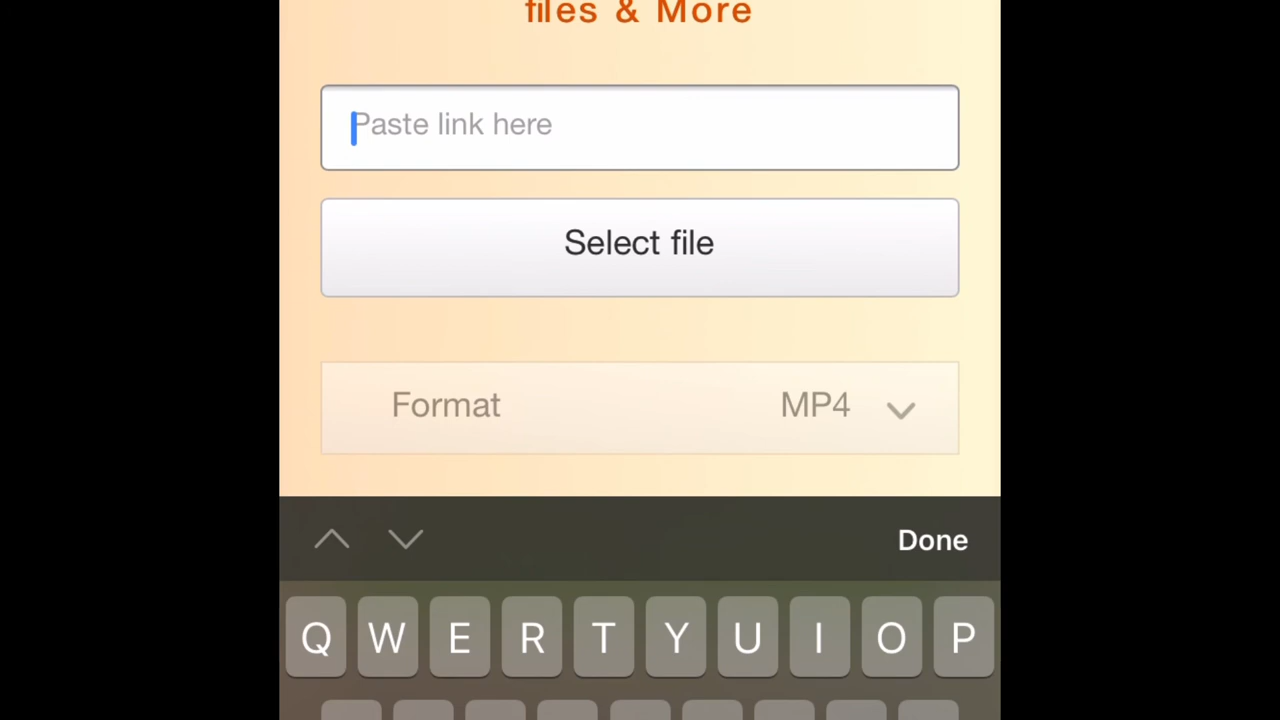 files & More
Paste link here
Select file
Format MP4
Done
Q W E R T Y U I O P